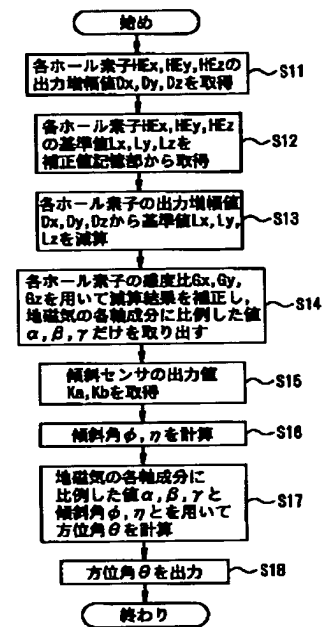 始め
各ホール素子HEx,HEy,HEzの
出力増幅値Dx,Dy,Dzを取得
S11
各ホール素子HEx,HEy,HEz
の基準値Lx,Ly,Lzを
補正値記憶部から取得
S12
各ホール素子の出力増幅値
Dx,Dy,Dzから基準値Lx,Ly,
Lzを減算
S13
各ホール素子の感度比Gx,Gy,
Gzを用いて減算結果を補正し,
地磁気の各軸成分に比例した値
α,β,γだけを取り出す
S14
傾斜センサの出力値
Ka,Kbを取得
S15
傾斜角φ,ηを計算
S16
地磁気の各軸成分に
比例した値α,β,γと
傾斜角φ,ηとを用いて
方位角θを計算
S17
方位角θを出力
S18
終わり